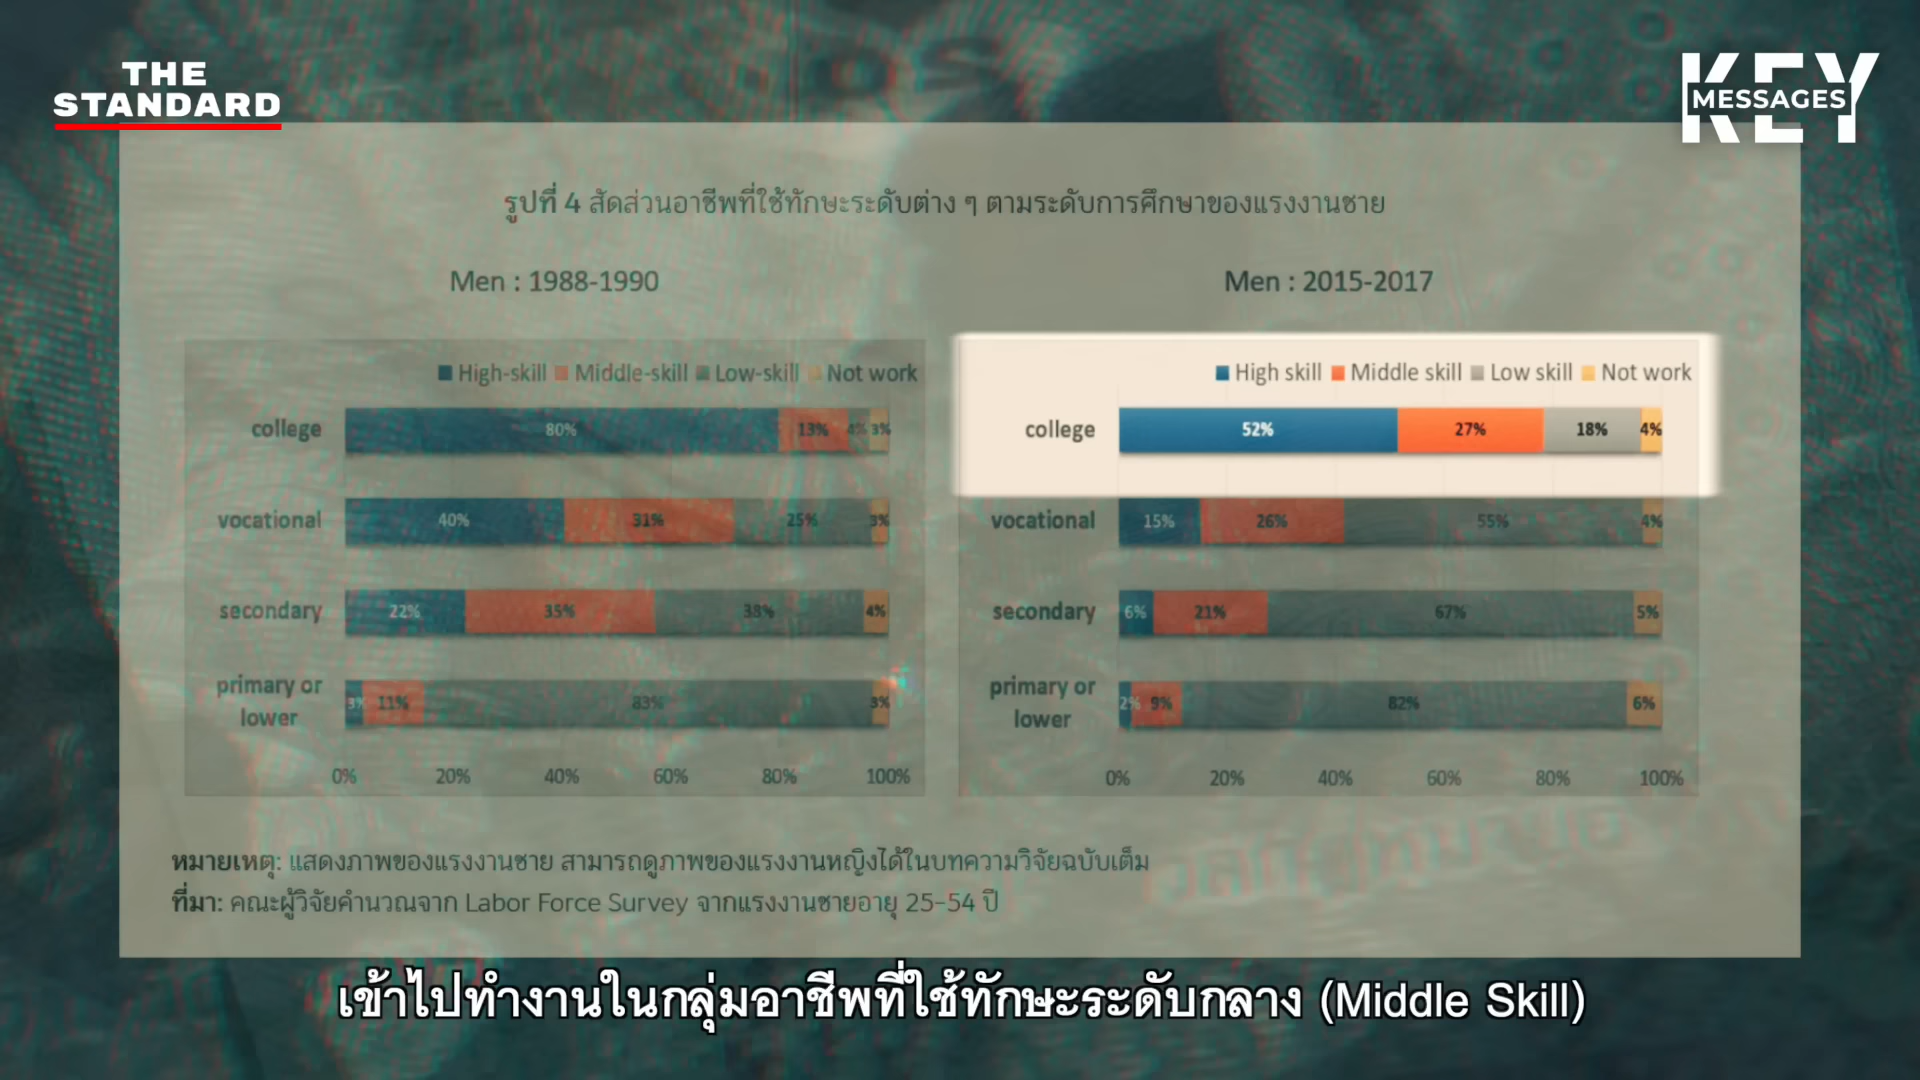 THE
STANDARD
KEY
MESSAGES
รูปที่ 4 สัดส่วนอาชีพที่ใช้ทักษะระดับต่าง ๆ ตามระดับการศึกษาของแรงงานชาย
Men : 1988-1990
High-skill Middle-skill Low-skill Not work
college 80% 13% 4% 3%
vocational 40% 31% 25% 3%
secondary 22% 35% 38% 4%
primary or
lower 3% 11% 83% 3%
0% 20% 40% 60% 80% 100%
Men : 2015-2017
High skill Middle skill Low skill Not work
college 52% 27% 18% 4%
vocational 15% 26% 55% 4%
secondary 6% 21% 67% 5%
primary or
lower 2% 9% 82% 6%
0% 20% 40% 60% 80% 100%
หมายเหตุ: แสดงภาพของแรงงานชาย สามารถดูภาพของแรงงานหญิงได้ในบทความวิจัยฉบับเต็ม
ที่มา: คณะผู้วิจัยคำนวณจาก Labor Force Survey จากแรงงานชายอายุ 25-54 ปี
เข้าไปทำงานในกลุ่มอาชีพที่ใช้ทักษะระดับกลาง (Middle Skill)